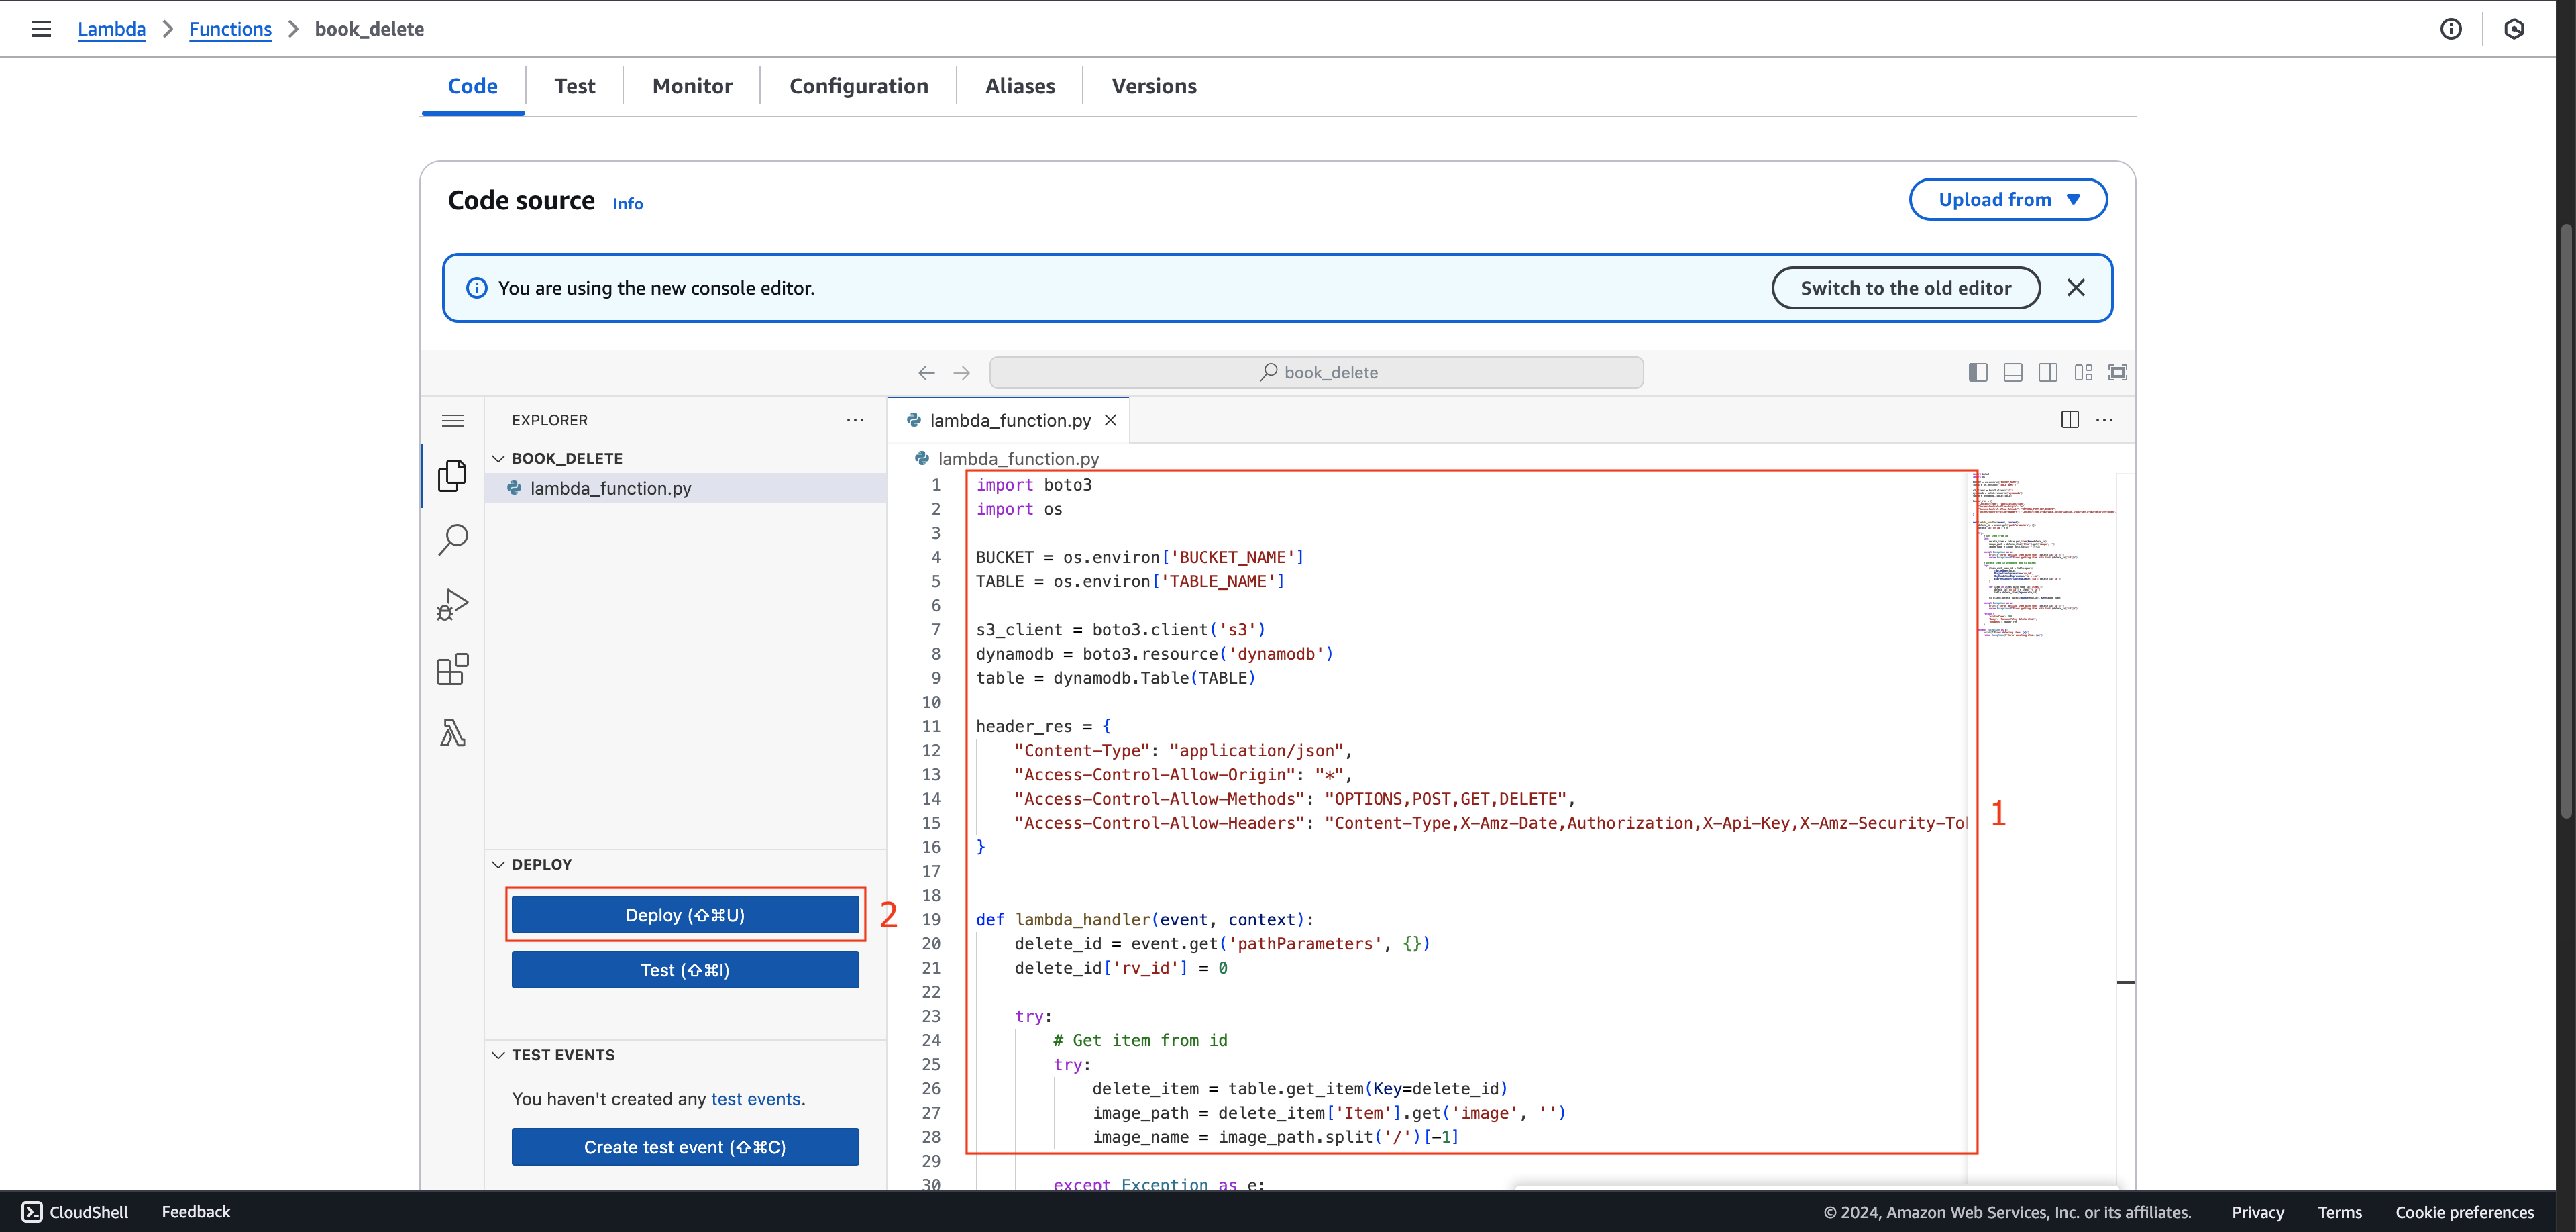 Lambda > Functions > book_delete
Code Test Monitor Configuration Aliases Versions
Code source Info
Upload from
You are using the new console editor.
Switch to the old editor
book_delete
EXPLORER
BOOK_DELETE
lambda_function.py
DEPLOY
Deploy (⇧⌘U)
2
Test (⇧⌘I)
TEST EVENTS
You haven't created any test events.
Create test event (⇧⌘C)
lambda_function.py
lambda_function.py
1 import boto3
2 import os
3
4 BUCKET = os.environ['BUCKET_NAME']
5 TABLE = os.environ['TABLE_NAME']
6
7 s3_client = boto3.client('s3')
8 dynamodb = boto3.resource('dynamodb')
9 table = dynamodb.Table(TABLE)
10
11 header_res = {
12     "Content-Type": "application/json",
13     "Access-Control-Allow-Origin": "*",
14     "Access-Control-Allow-Methods": "OPTIONS,POST,GET,DELETE",
15     "Access-Control-Allow-Headers": "Content-Type,X-Amz-Date,Authorization,X-Api-Key,X-Amz-Security-To
16 }
17
18
19 def lambda_handler(event, context):
20     delete_id = event.get('pathParameters', {})
21     delete_id['rv_id'] = 0
22
23     try:
24         # Get item from id
25         try:
26             delete_item = table.get_item(Key=delete_id)
27             image_path = delete_item['Item'].get('image', '')
28             image_name = image_path.split('/')[-1]
29
30         except Exception as e:
1
CloudShell Feedback
© 2024, Amazon Web Services, Inc. or its affiliates. Privacy Terms Cookie preferences